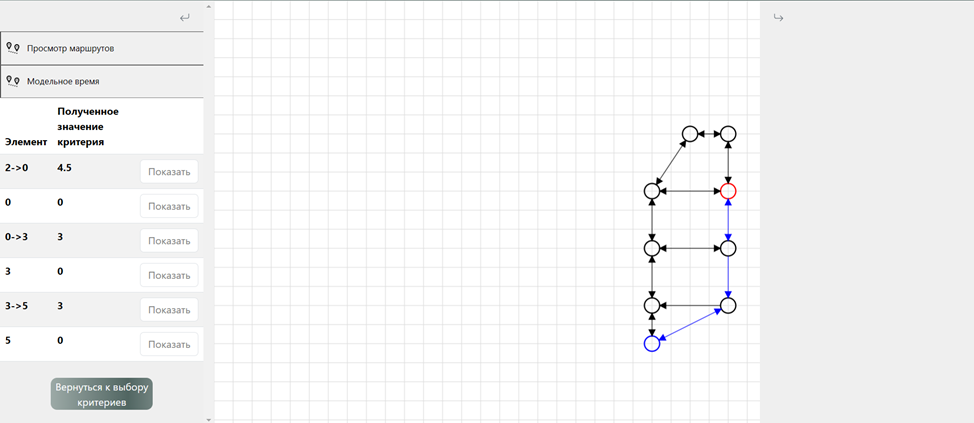 Просмотр маршрутов
Модельное время
Полученное
значение
Элемент критерия
2->0 4.5 Показать
0 0 Показать
0->3 3 Показать
3 0 Показать
3->5 3 Показать
5 0 Показать
Вернуться к выбору
критериев